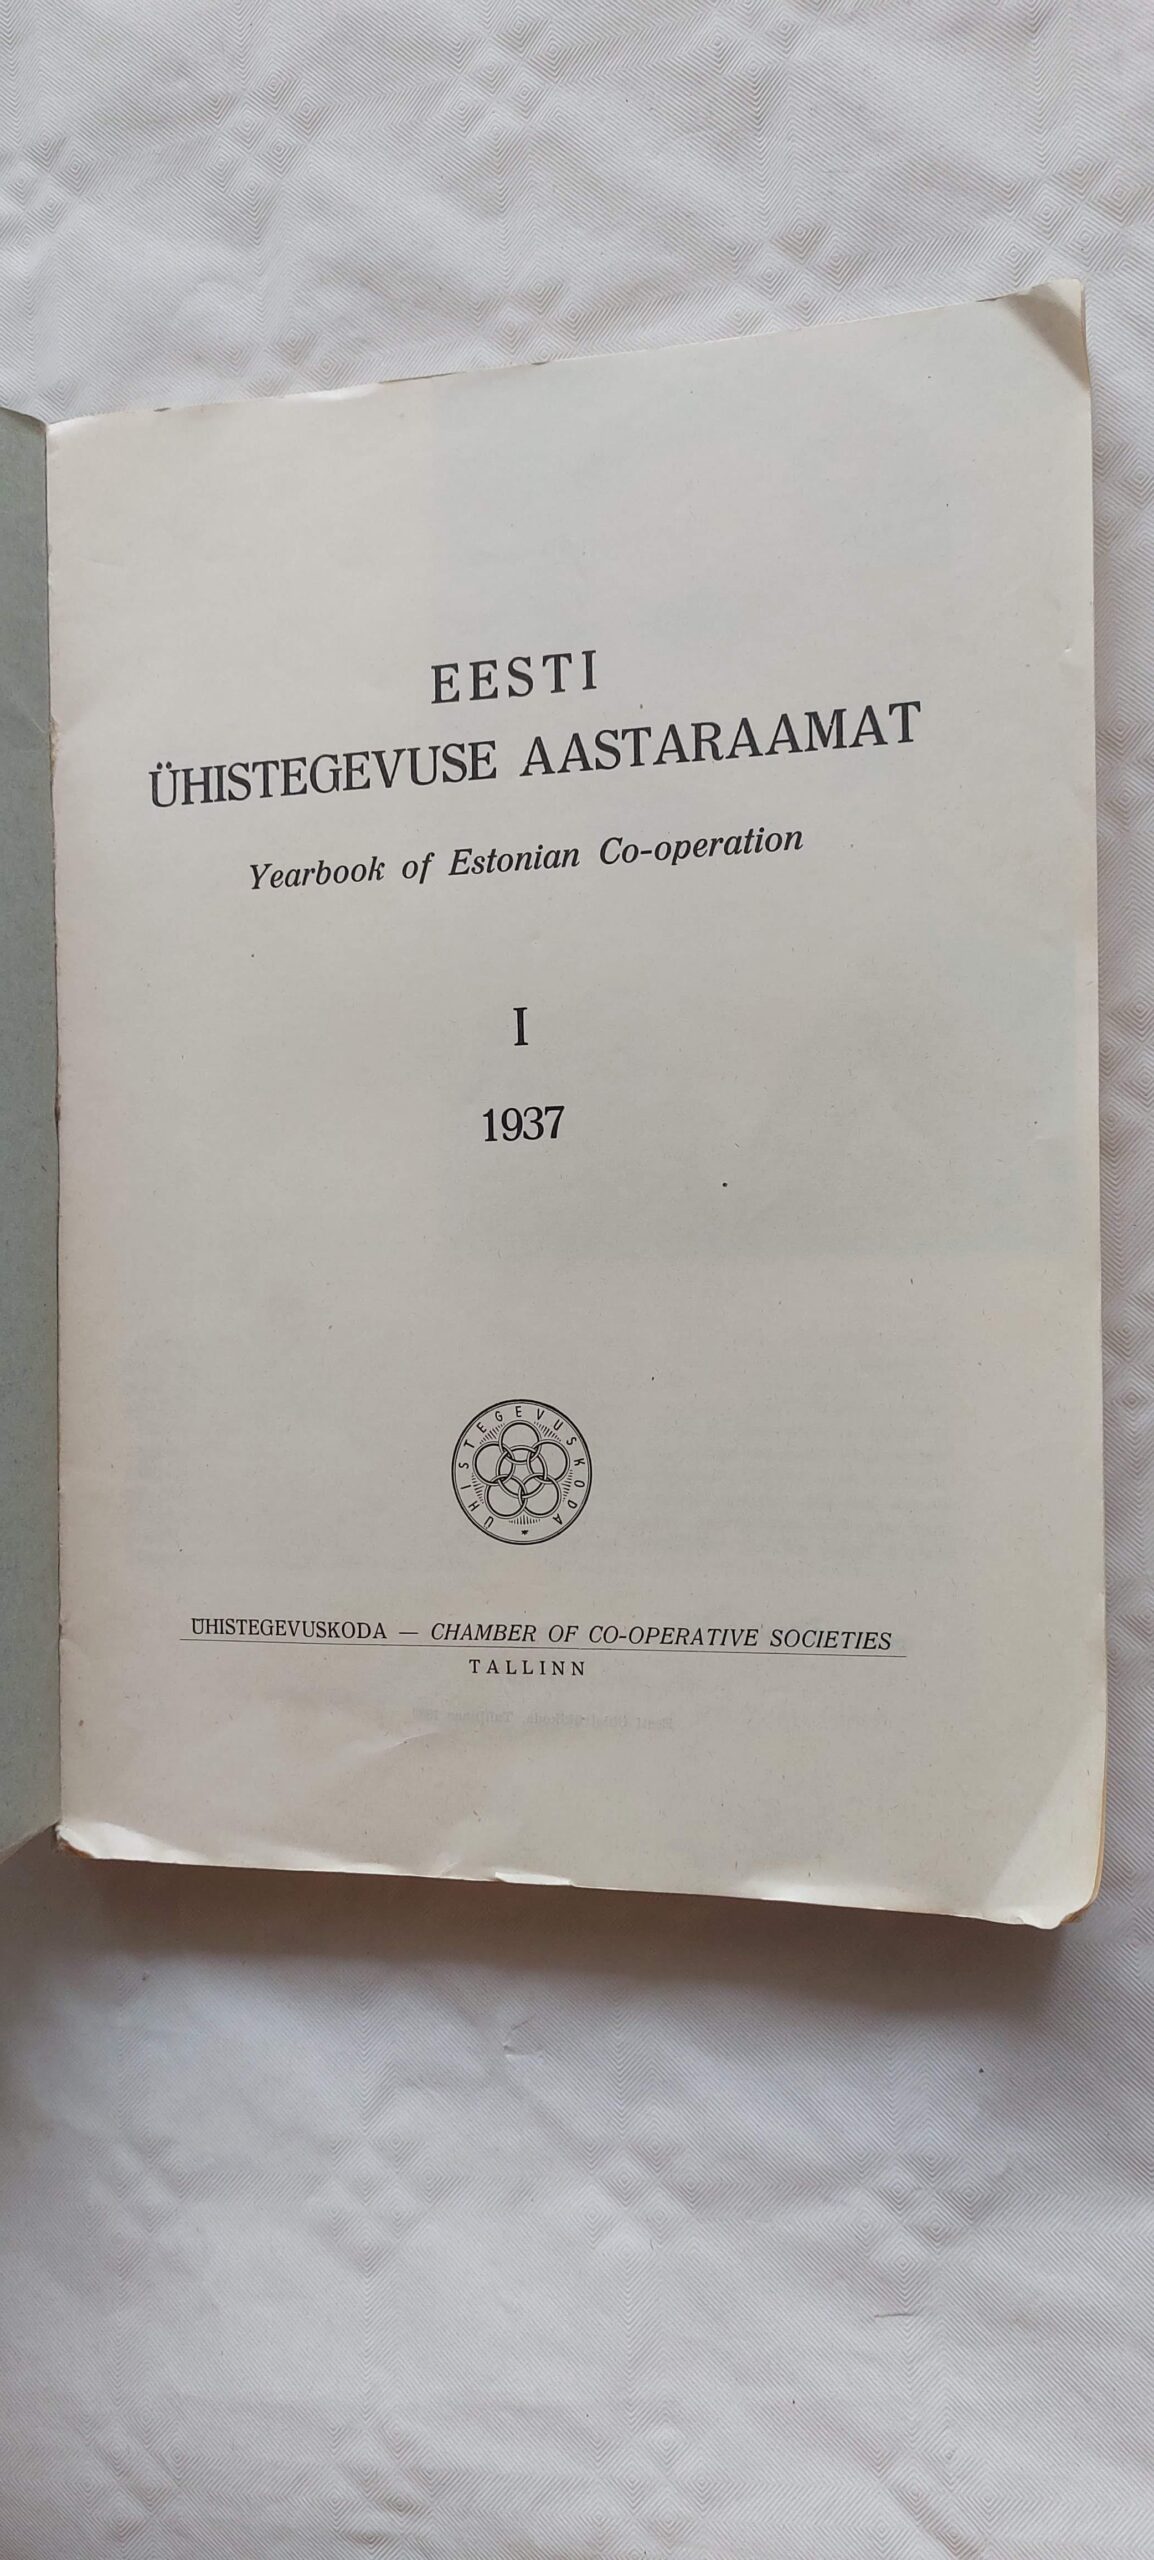 EESTI
ÜHISTEGEVUSE AASTARAAMAT
Yearbook of Estonian Co-operation
I
1937
ÜHISTEGEVUSKODA
ÜHISTEGEVUSKODA — CHAMBER OF CO-OPERATIVE SOCIETIES
TALLINN